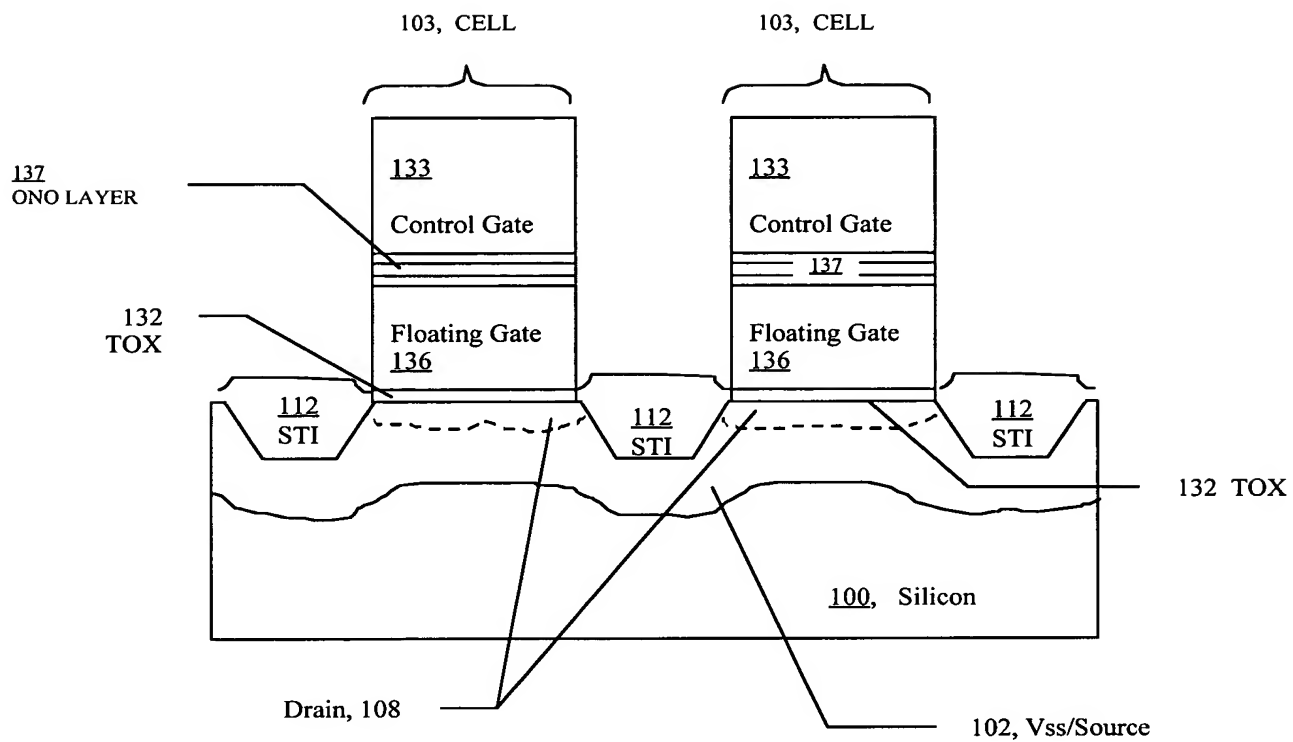 103, CELL
103, CELL
137
ONO LAYER
133
Control Gate
133
Control Gate
137
132
TOX
Floating Gate
136
Floating Gate
136
112
STI
112
STI
112
STI
132 TOX
100, Silicon
Drain, 108
102, Vss/Source